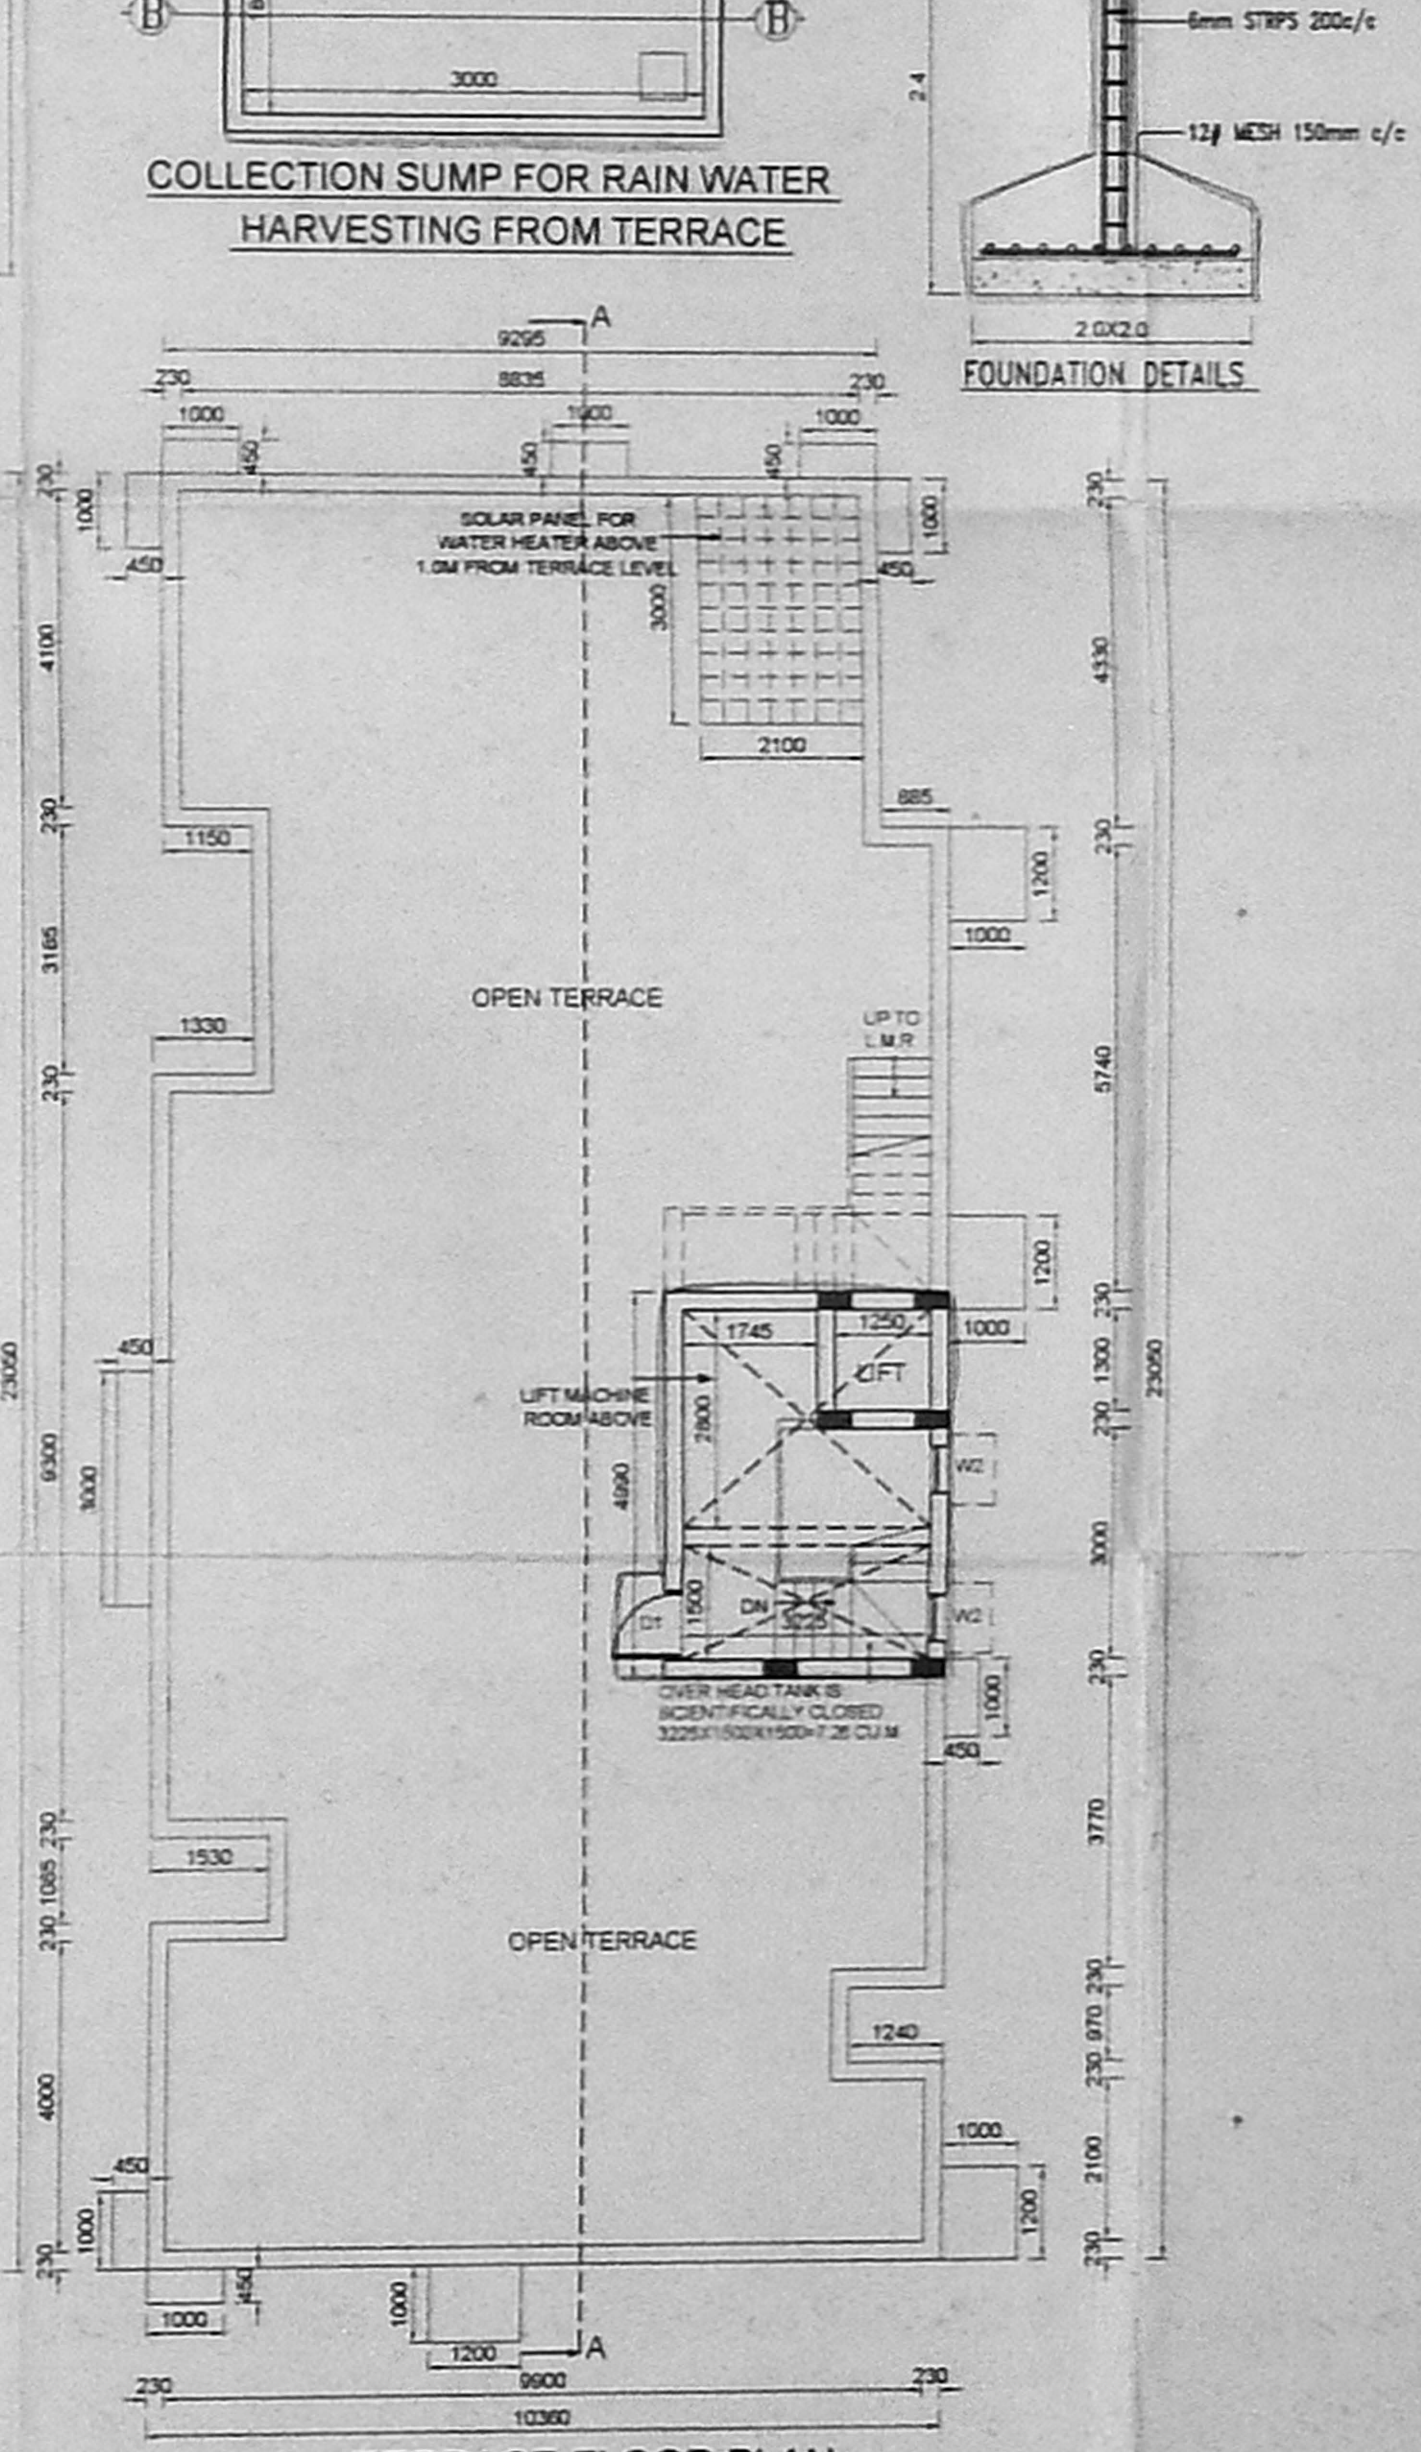 B
B
3000
6mm STRPS 200c/c
2.4
12# MESH 150mm c/c
COLLECTION SUMP FOR RAIN WATER
HARVESTING FROM TERRACE
2.0X2.0
FOUNDATION DETAILS
A
9295
230
8835
230
1000
1000
1000
450
450
450
230
1000
SOLAR PANEL FOR
WATER HEATER ABOVE
1.0M FROM TERRACE LEVEL
1000
230
450
450
3000
4100
4330
2100
230
1150
885
230
1200
1000
3165
OPEN TERRACE
1330
UP TO
L.M.R
230
5740
1200
230
1745
1250
1000
450
23050
LIFT
1300
23050
LIFT MACHINE
ROOM ABOVE
2800
230
9300
3000
4990
W2
3000
1500
D1
DN
W2
230
OVER HEAD TANK IS
SCIENTIFICALLY CLOSED
3225X1500X1500=7.26 CU.M
1000
450
3770
230
1530
1065
230
OPEN TERRACE
230
970
1240
230
4000
1000
2100
450
1000
1200
230
230
450
1000
1000
1200
A
230
9900
230
10360